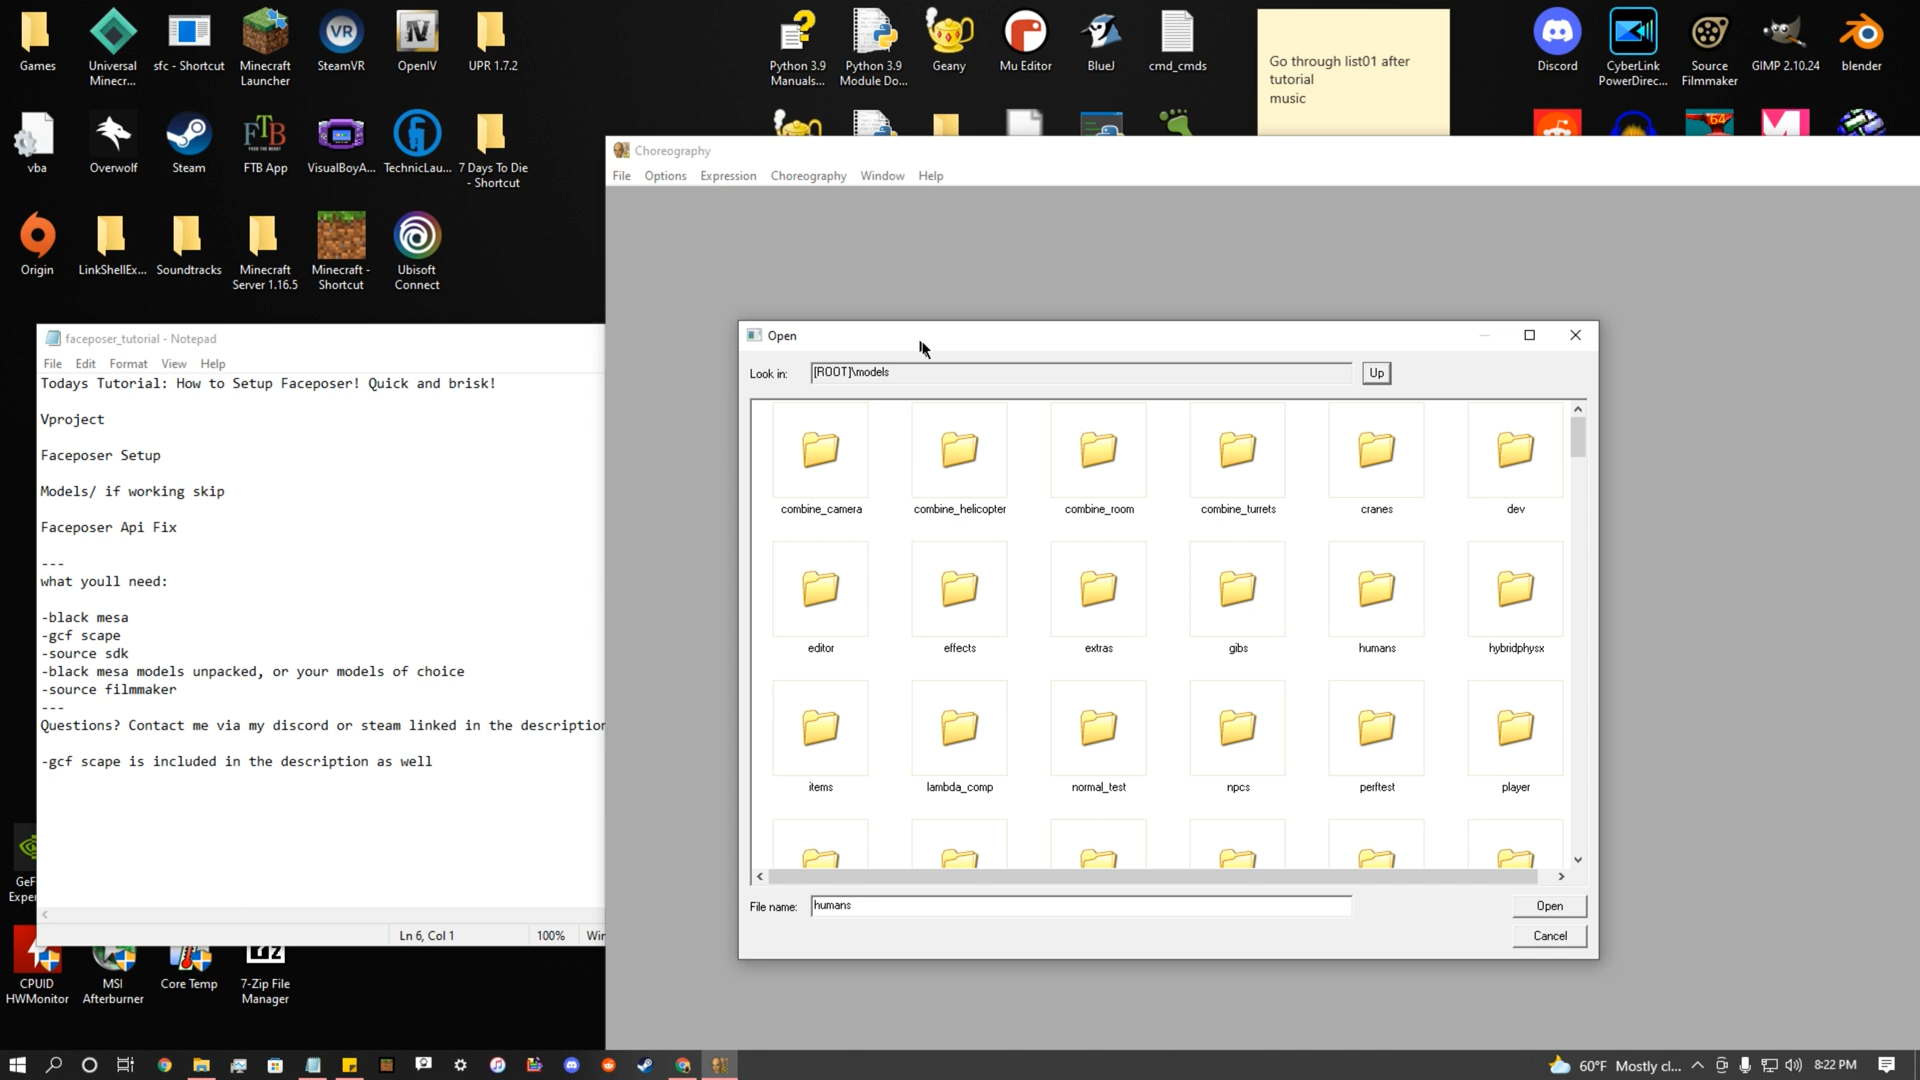 Games
Universal
Minecr...
sfc - Shortcut
Minecraft
Launcher
SteamVR
OpenIV
UPR 1.7.2
Python 3.9
Manuals...
Python 3.9
Module Do...
Geany
Mu Editor
BlueJ
cmd_cmds
Go through list01 after
tutorial
music
Discord
CyberLink
PowerDirec...
Source
Filmmaker
GIMP 2.10.24
blender
vba
Overwolf
Steam
FTB App
VisualBoyA...
TechnicLau...
7 Days To Die
- Shortcut
Origin
LinkShellEx...
Soundtracks
Minecraft
Server 1.16.5
Minecraft -
Shortcut
Ubisoft
Connect
Choreography
File Options Expression Choreography Window Help
faceposer_tutorial - Notepad
File Edit Format View Help
Todays Tutorial: How to Setup Faceposer! Quick and brisk!
Vproject
Faceposer Setup
Models/ if working skip
Faceposer Api Fix
---
what youll need:
-black mesa
-gcf scape
-source sdk
-black mesa models unpacked, or your models of choice
-source filmmaker
---
Questions? Contact me via my discord or steam linked in the description
-gcf scape is included in the description as well
Ln 6, Col 1 100% Win
Open
Look in: [ROOT]\models Up
combine_camera combine_helicopter combine_room combine_turrets cranes dev
editor effects extras gibs humans hybridphysx
items lambda_comp normal_test npcs perftest player
File name: humans Open
Cancel
GeF
Exper
CPUID
HWMonitor
MSI
Afterburner
Core Temp
7-Zip File
Manager
60°F Mostly cl... 8:22 PM